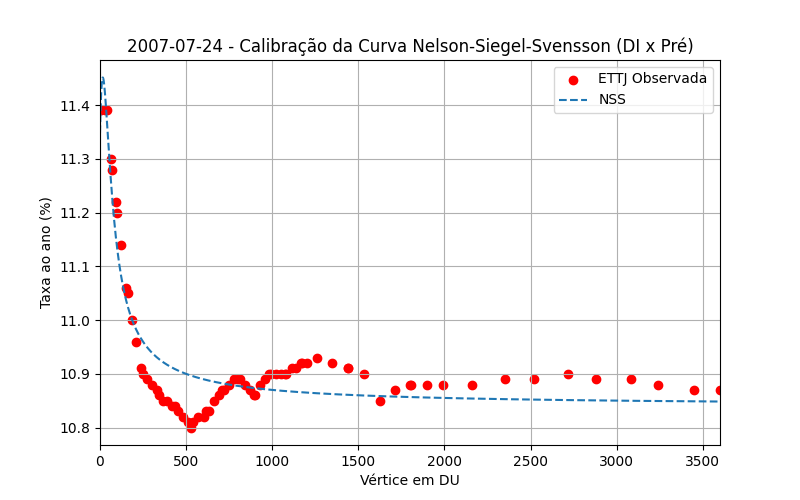 2007-07-24 - Calibração da Curva Nelson-Siegel-Svensson (DI x Pré)
ETTJ Observada
NSS
Taxa ao ano (%)
11.4
11.3
11.2
11.1
11.0
10.9
10.8
0 500 1000 1500 2000 2500 3000 3500
Vértice em DU